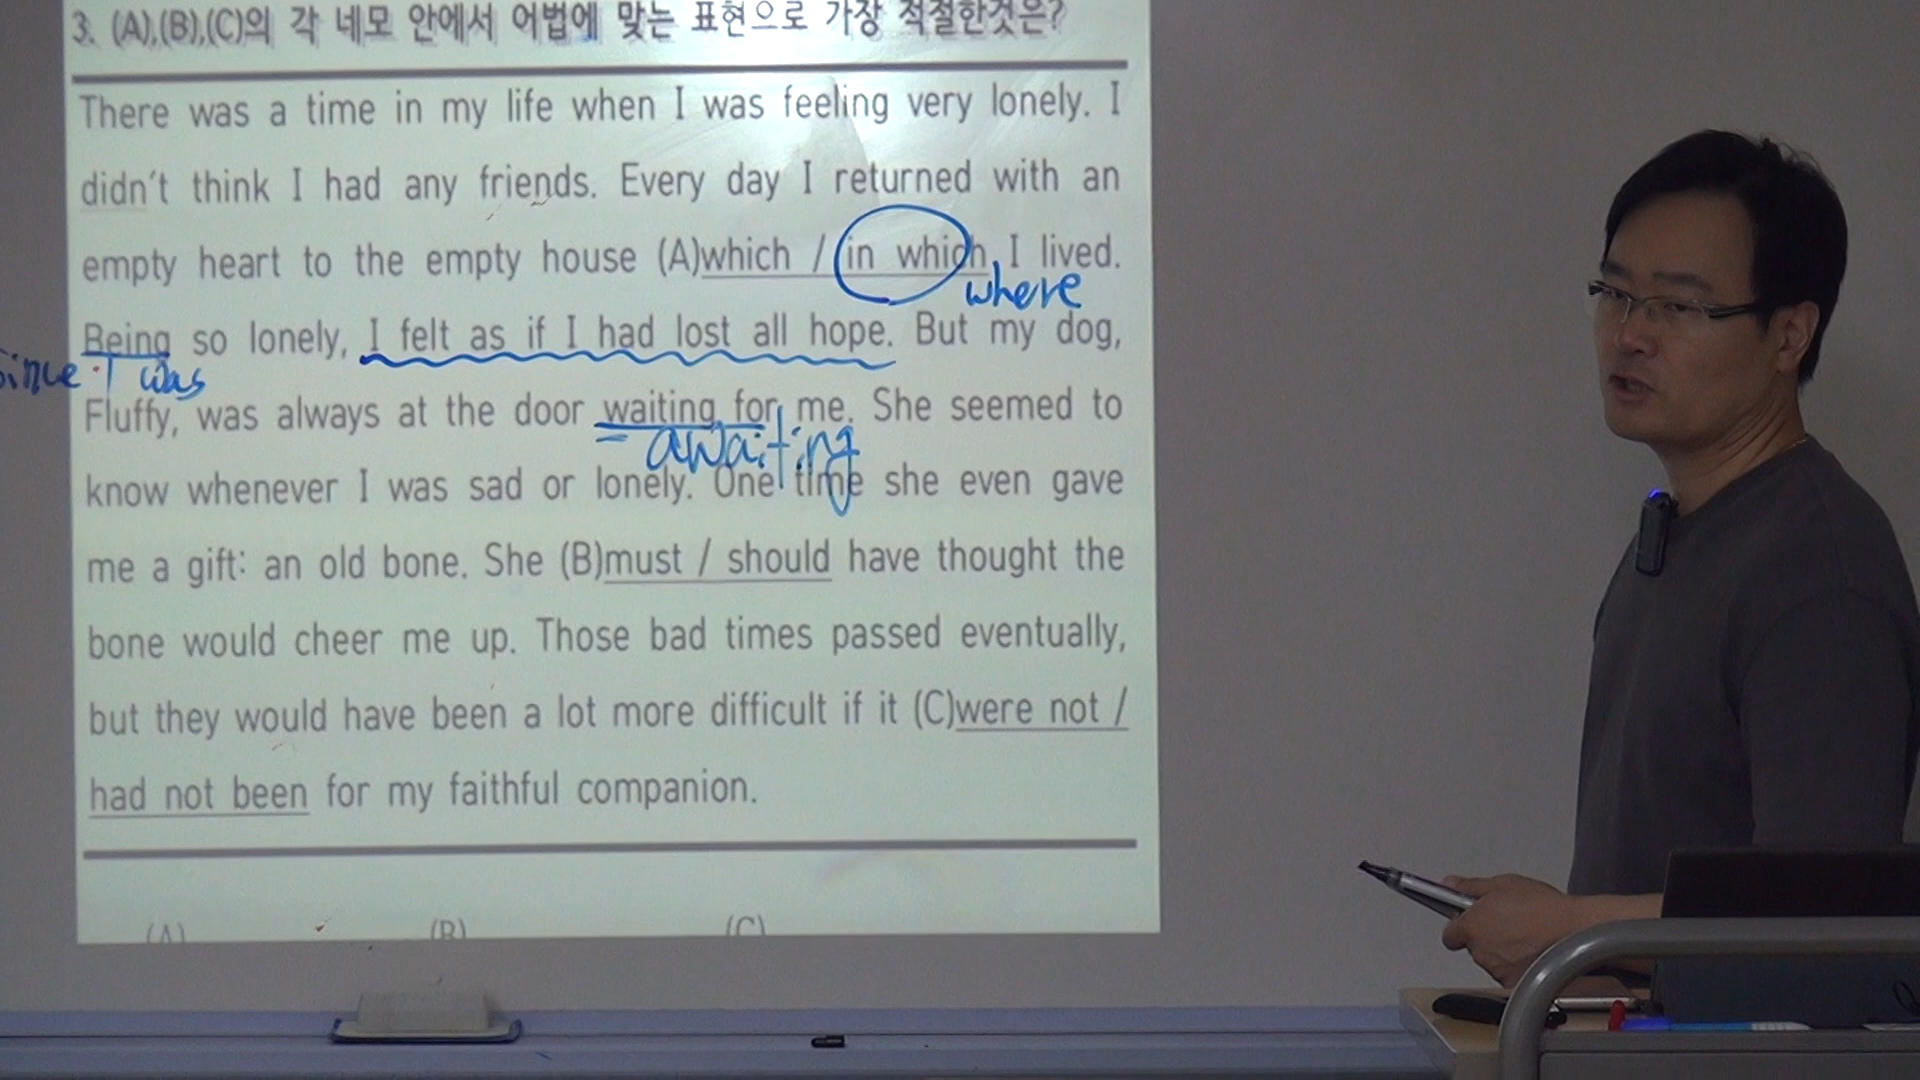 3. (A),(B),(C)의 각 네모 안에서 어법에 맞는 표현으로 가장 적절한것은?
There was a time in my life when I was feeling very lonely. I
didn't think I had any friends. Every day I returned with an
empty heart to the empty house (A)which / in which I lived.
where
Being so lonely, I felt as if I had lost all hope. But my dog,
since I was
Fluffy, was always at the door waiting for me. She seemed to
= awaiting
know whenever I was sad or lonely. One time she even gave
me a gift: an old bone. She (B)must / should have thought the
bone would cheer me up. Those bad times passed eventually,
but they would have been a lot more difficult if it (C)were not /
had not been for my faithful companion.
(A) (B) (C)